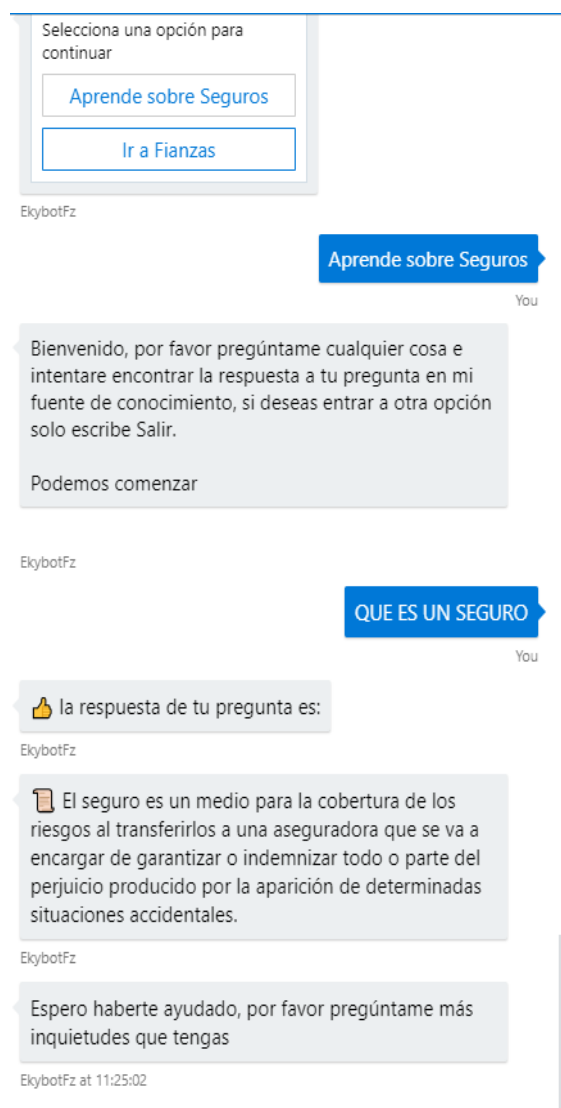 Selecciona una opción para
continuar
Aprende sobre Seguros
Ir a Fianzas
EkybotFz
Aprende sobre Seguros
You
Bienvenido, por favor pregúntame cualquier cosa e
intentare encontrar la respuesta a tu pregunta en mi
fuente de conocimiento, si deseas entrar a otra opción
solo escribe Salir.
Podemos comenzar
EkybotFz
QUE ES UN SEGURO
You
👍 la respuesta de tu pregunta es:
EkybotFz
📜 El seguro es un medio para la cobertura de los
riesgos al transferirlos a una aseguradora que se va a
encargar de garantizar o indemnizar todo o parte del
perjuicio producido por la aparición de determinadas
situaciones accidentales.
EkybotFz
Espero haberte ayudado, por favor pregúntame más
inquietudes que tengas
EkybotFz at 11:25:02